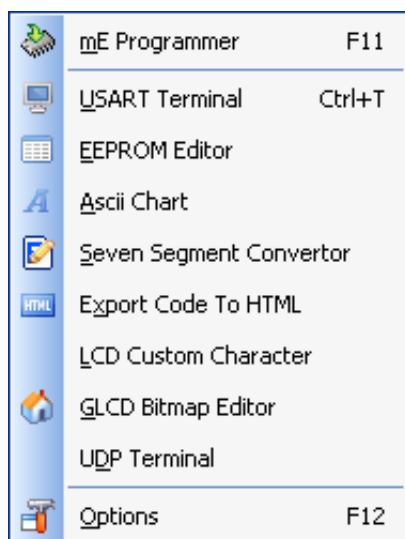 mE Programmer F11
USART Terminal Ctrl+T
EEPROM Editor
Ascii Chart
Seven Segment Convertor
HTML Export Code To HTML
LCD Custom Character
GLCD Bitmap Editor
UDP Terminal
Options F12